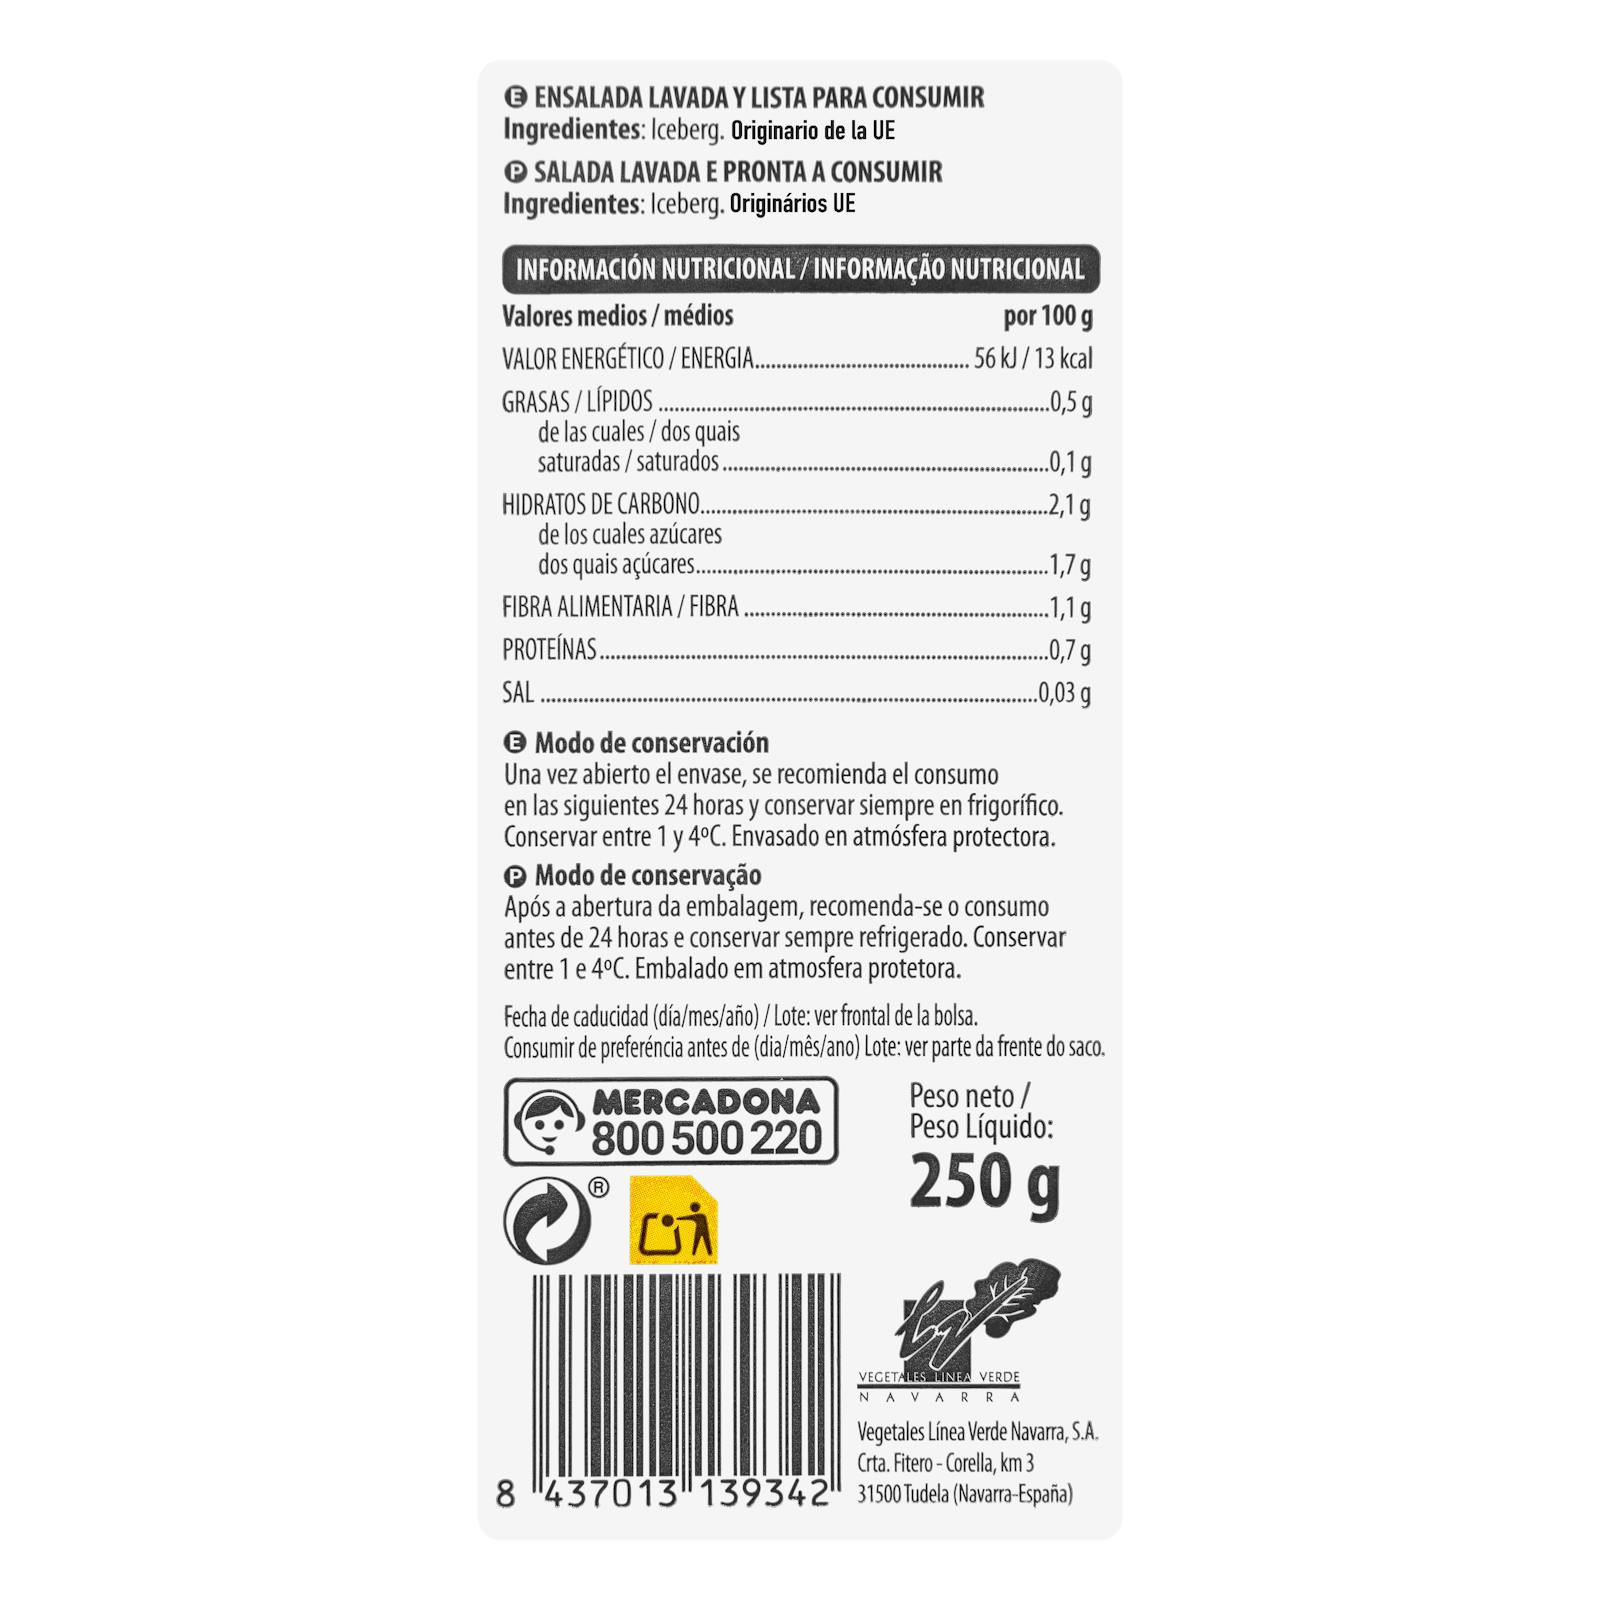 E ENSALADA LAVADA Y LISTA PARA CONSUMIR
Ingredientes: Iceberg. Originario de la UE
P SALADA LAVADA E PRONTA A CONSUMIR
Ingredientes: Iceberg. Originários UE
INFORMACIÓN NUTRICIONAL / INFORMAÇÃO NUTRICIONAL
Valores medios / médios por 100 g
VALOR ENERGÉTICO / ENERGIA.................................... 56 kJ / 13 kcal
GRASAS / LÍPIDOS ..................................................................0,5 g
de las cuales / dos quais
saturadas / saturados .......................................................0,1 g
HIDRATOS DE CARBONO...........................................................2,1 g
de los cuales azúcares
dos quais açúcares............................................................1,7 g
FIBRA ALIMENTARIA / FIBRA ...................................................1,1 g
PROTEÍNAS............................................................................0,7 g
SAL ....................................................................................0,03 g
E Modo de conservación
Una vez abierto el envase, se recomienda el consumo
en las siguientes 24 horas y conservar siempre en frigorífico.
Conservar entre 1 y 4ºC. Envasado en atmósfera protectora.
P Modo de conservação
Após a abertura da embalagem, recomenda-se o consumo
antes de 24 horas e conservar sempre refrigerado. Conservar
entre 1 e 4ºC. Embalado em atmosfera protetora.
Fecha de caducidad (día/mes/año) / Lote: ver frontal de la bolsa.
Consumir de preferéncia antes de (dia/mês/ano) Lote: ver parte da frente do saco.
MERCADONA
800 500 220
®
Peso neto /
Peso Líquido:
250 g
VEGETALES LINEA VERDE
NAVARRA
Vegetales Línea Verde Navarra, S.A.
Crta. Fitero - Corella, km 3
31500 Tudela (Navarra-España)
8 437013 139342